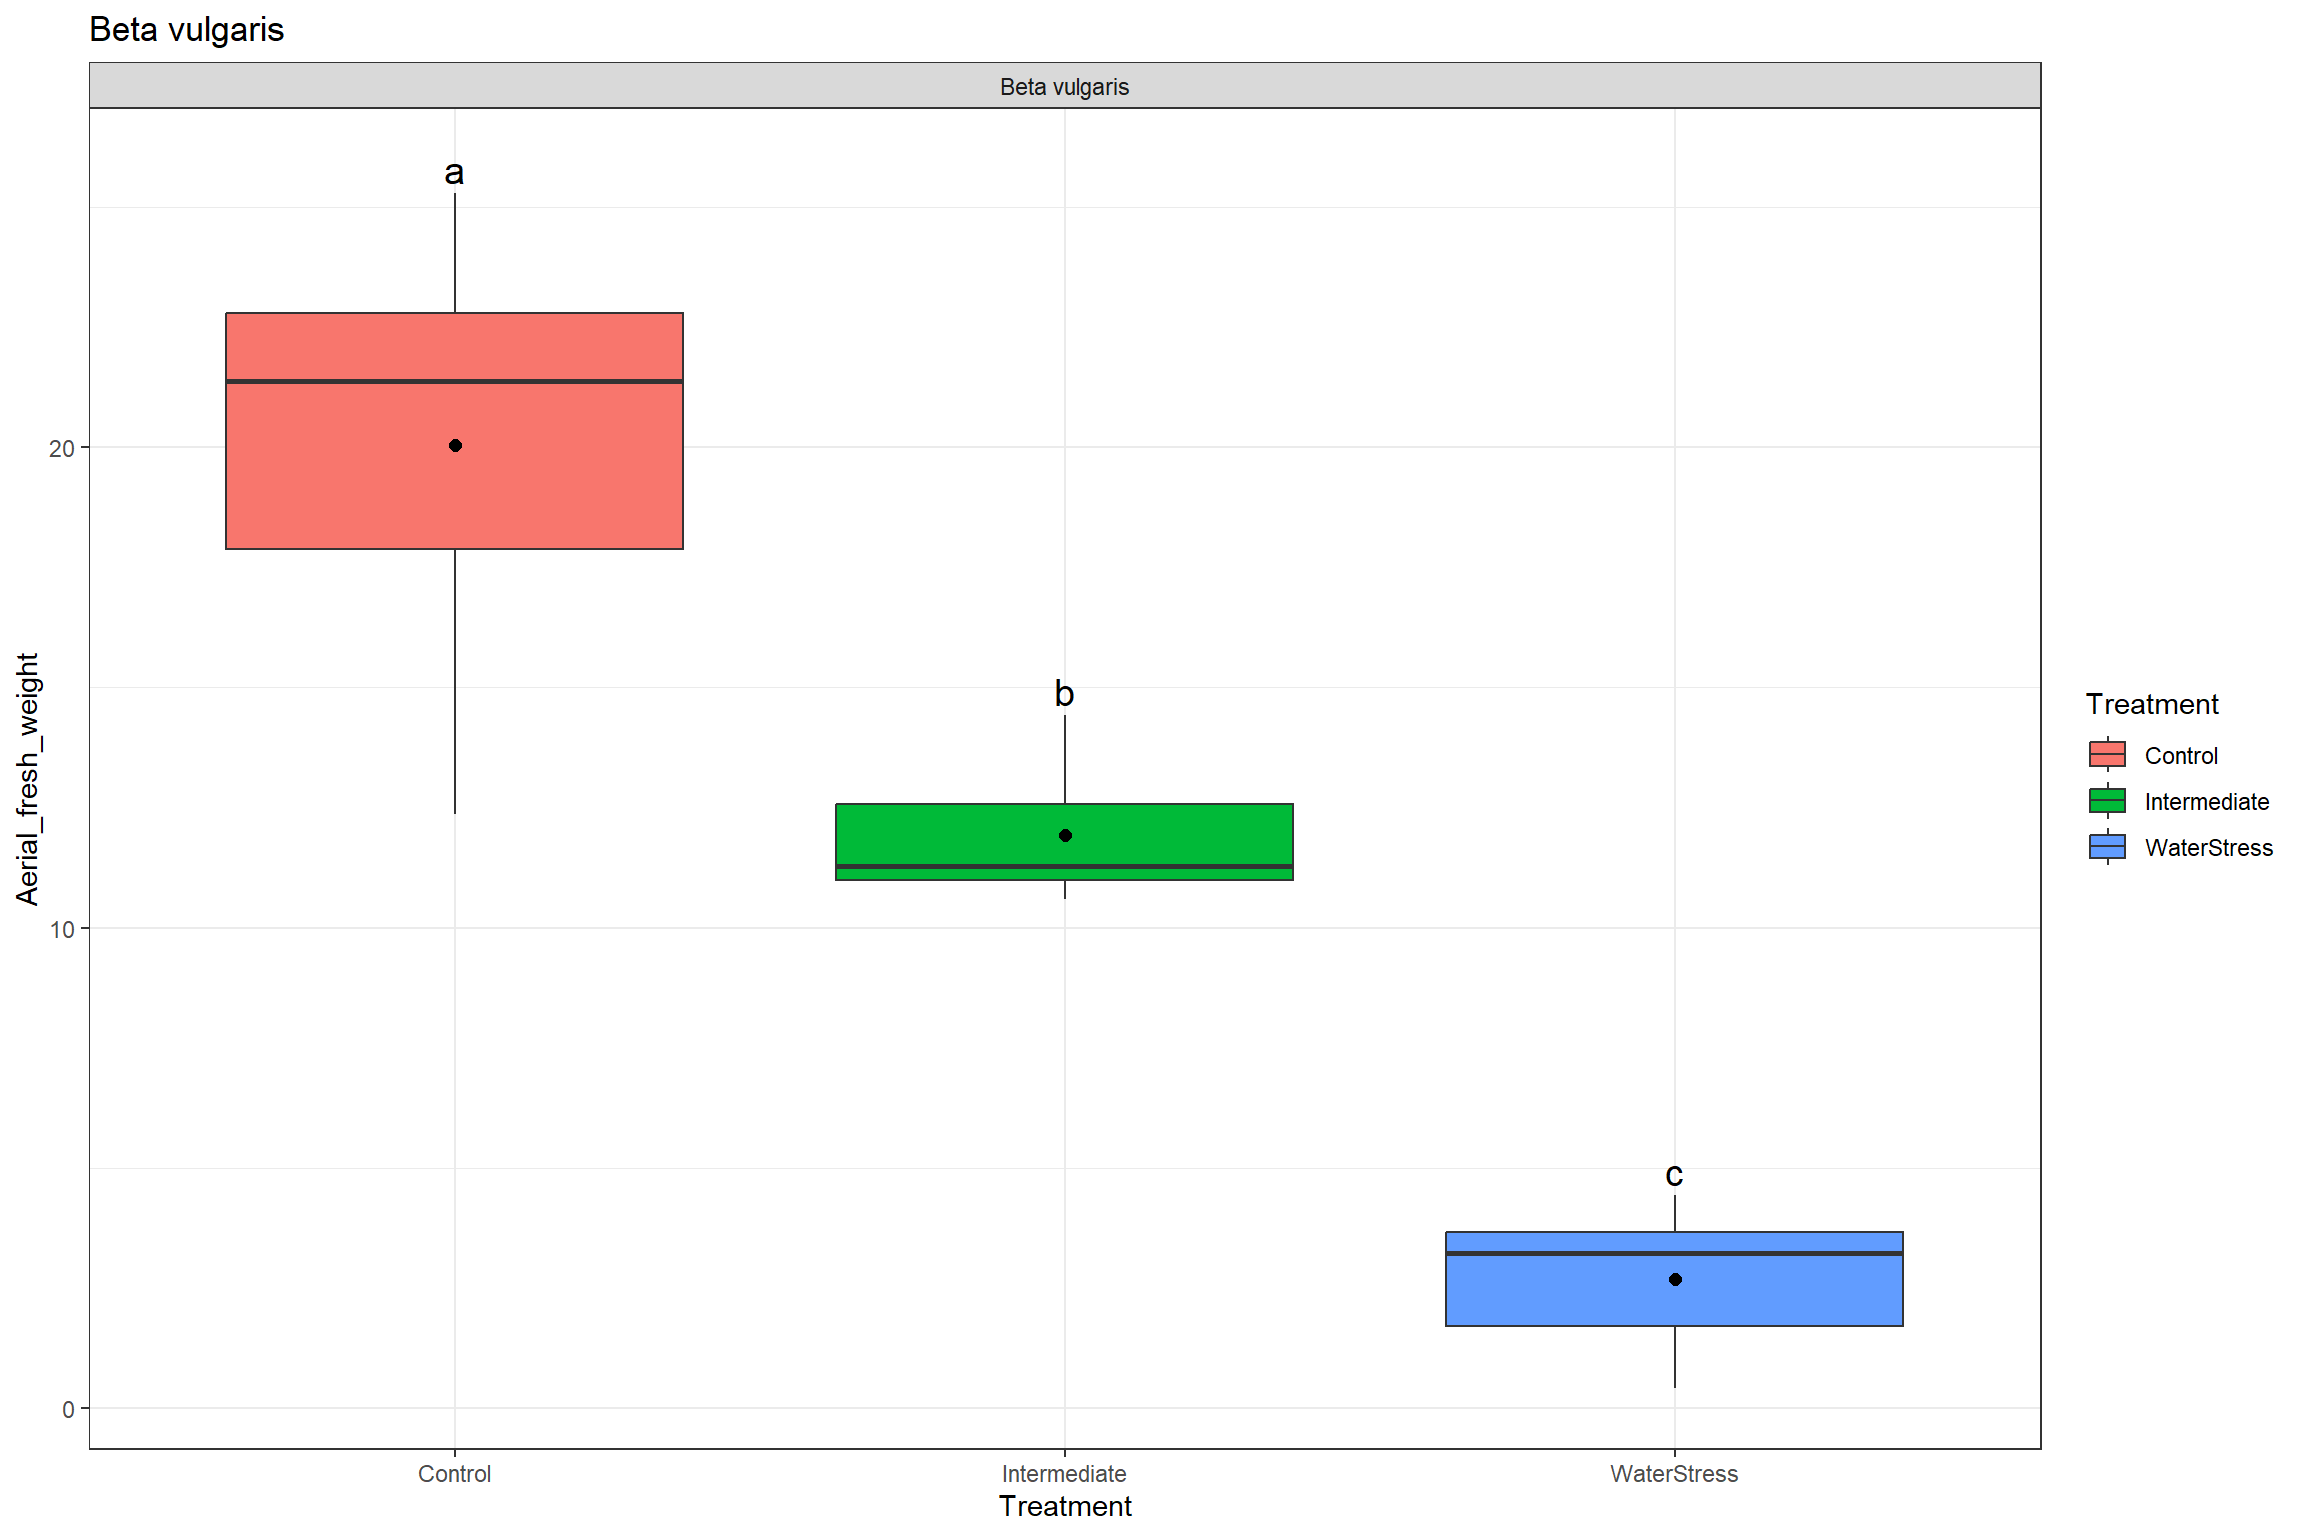 Beta vulgaris
Beta vulgaris
a
20
b
Aerial_fresh_weight
10
c
0
Control
Intermediate
WaterStress
Treatment
Treatment
Control
Intermediate
WaterStress